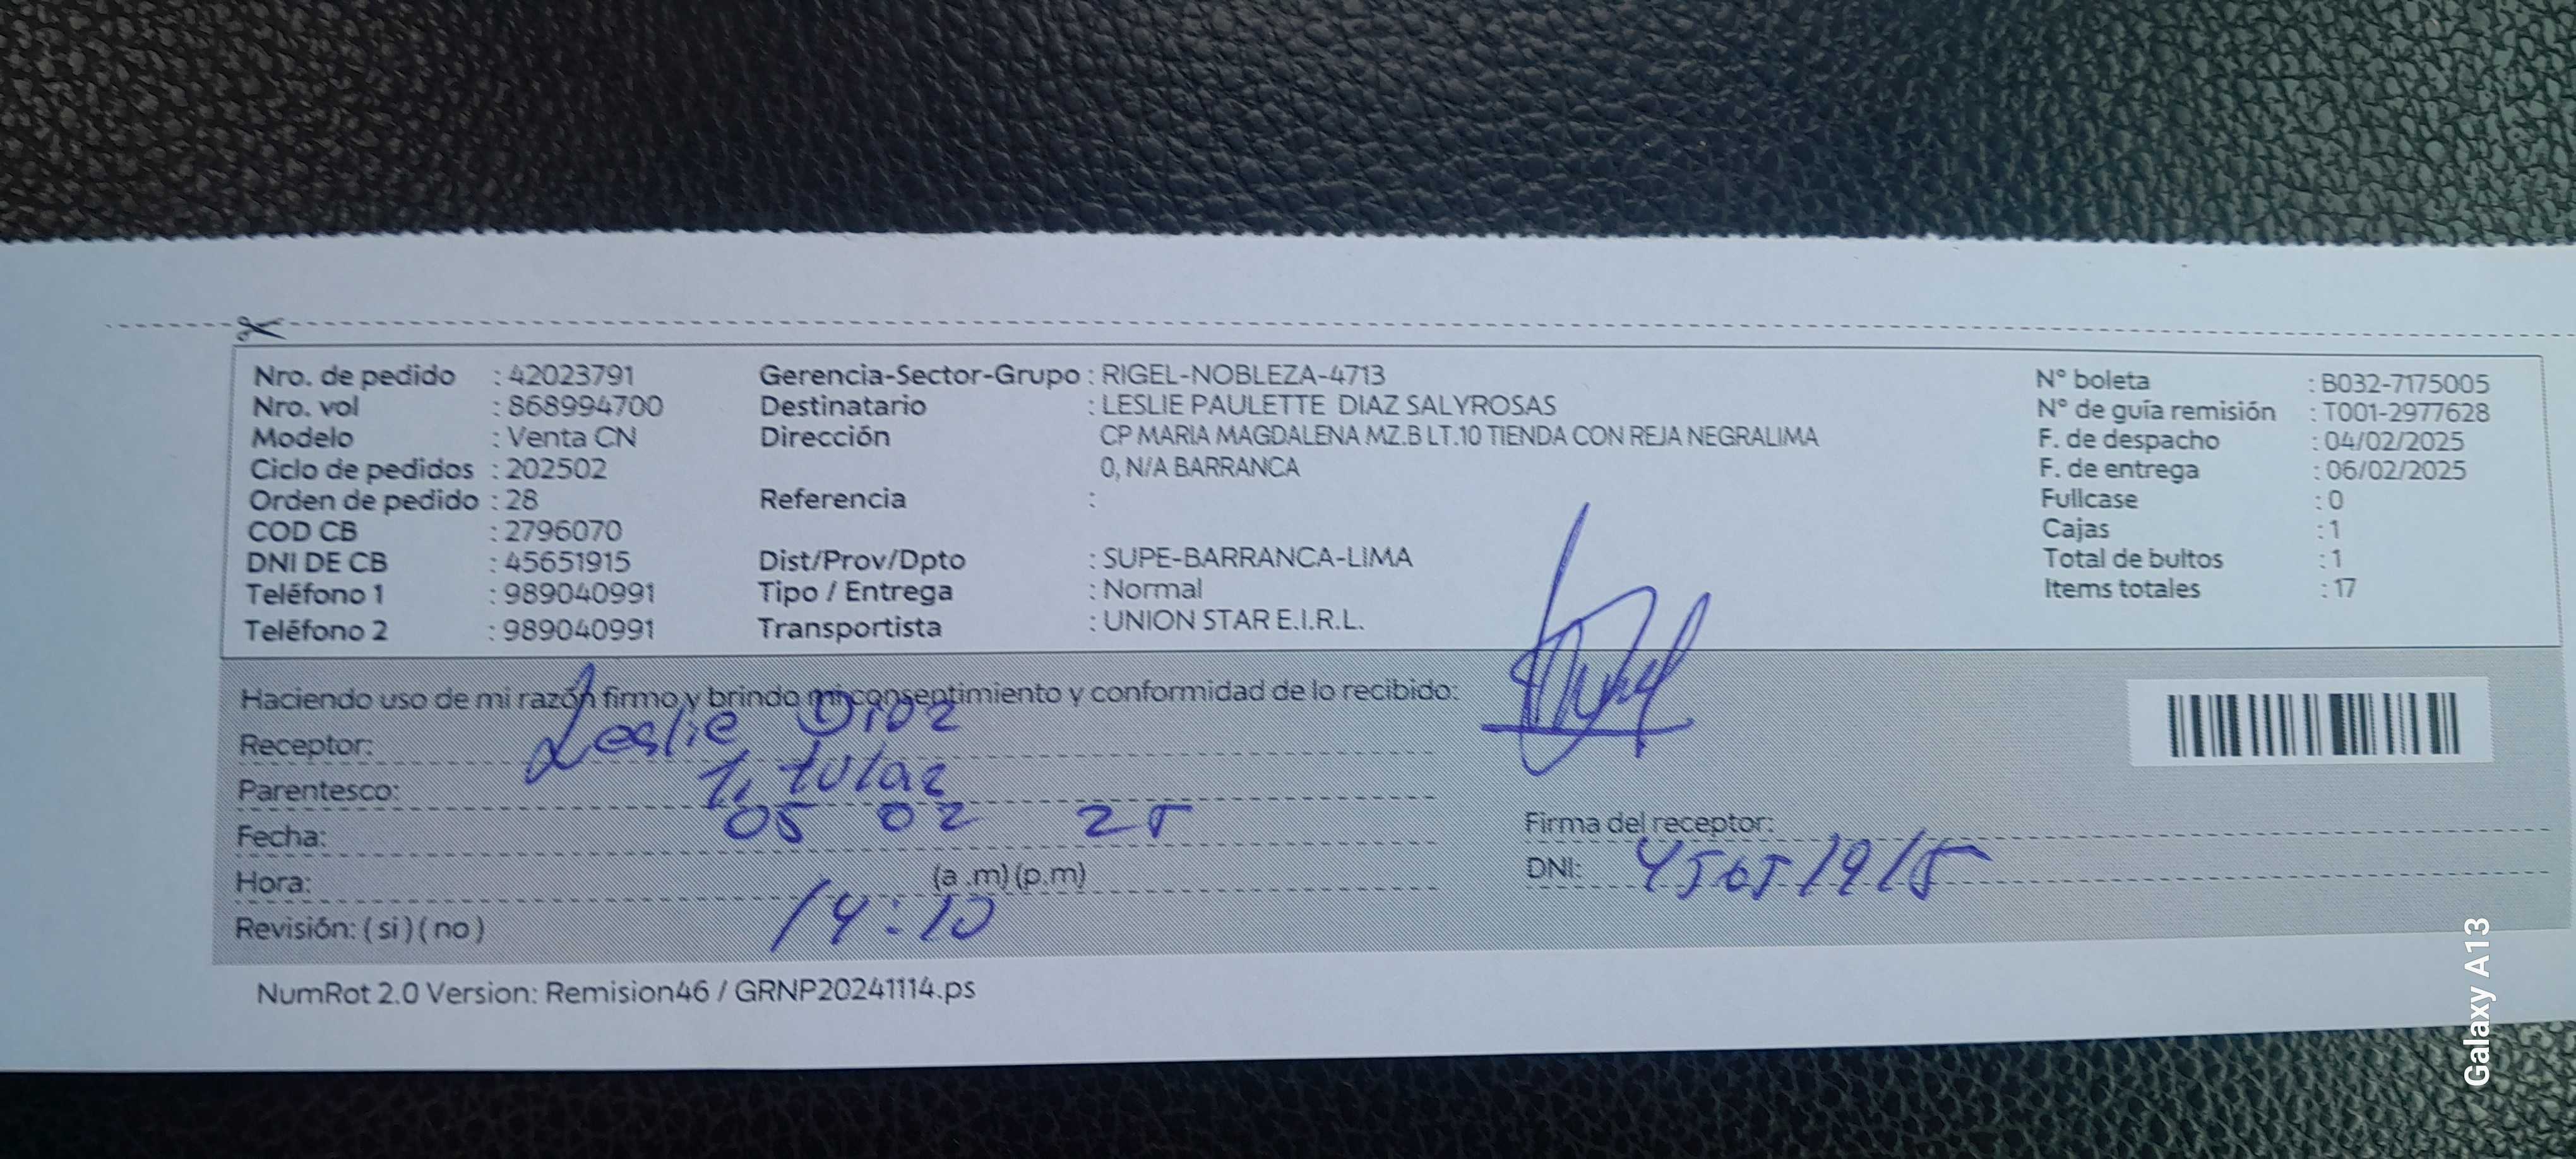 Nro. de pedido : 42023791 Gerencia-Sector-Grupo : RIGEL-NOBLEZA-4713 N° boleta : B032-7175005
Nro. vol : 868994700 Destinatario : LESLIE PAULETTE DIAZ SALYROSAS N° de guía remisión : T001-2977628
Modelo : Venta CN Dirección CP MARIA MAGDALENA MZ.B LT.10 TIENDA CON REJA NEGRALIMA F. de despacho : 04/02/2025
Ciclo de pedidos : 202502 0, N/A BARRANCA F. de entrega : 06/02/2025
Orden de pedido : 28 Referencia : Fullcase : 0
COD CB : 2796070 Cajas : 1
DNI DE CB : 45651915 Dist/Prov/Dpto : SUPE-BARRANCA-LIMA Total de bultos : 1
Teléfono 1 : 989040991 Tipo / Entrega : Normal Items totales : 17
Teléfono 2 : 989040991 Transportista : UNION STAR E.I.R.L.
Haciendo uso de mi razón firmo y brindo mi consentimiento y conformidad de lo recibido:
Receptor: Leslie Diaz
Parentesco: Titular
Fecha: 05 02 25 Firma del receptor:
Hora: (a .m) (p.m) DNI: 45651915
14:10
Revisión: ( si ) ( no )
NumRot 2.0 Version: Remision46 / GRNP20241114.ps
Galaxy A13